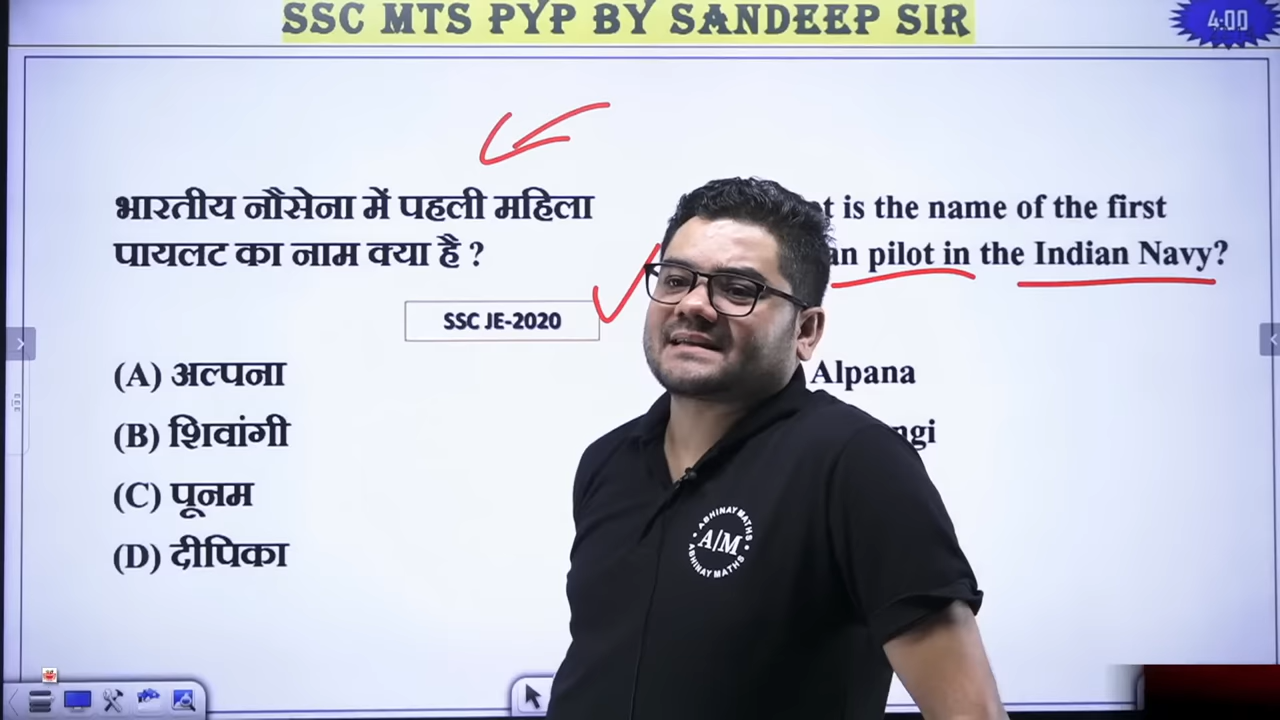 SSC MTS PYP BY SANDEEP SIR
4:00
भारतीय नौसेना में पहली महिला
पायलट का नाम क्या है ?
is the name of the first
pilot in the Indian Navy?
SSC JE-2020
(A) अल्पना
(B) शिवांगी
(C) पूनम
(D) दीपिका
Alpana
ABHINAY MATHS
A/M
ABHINAY MATHS